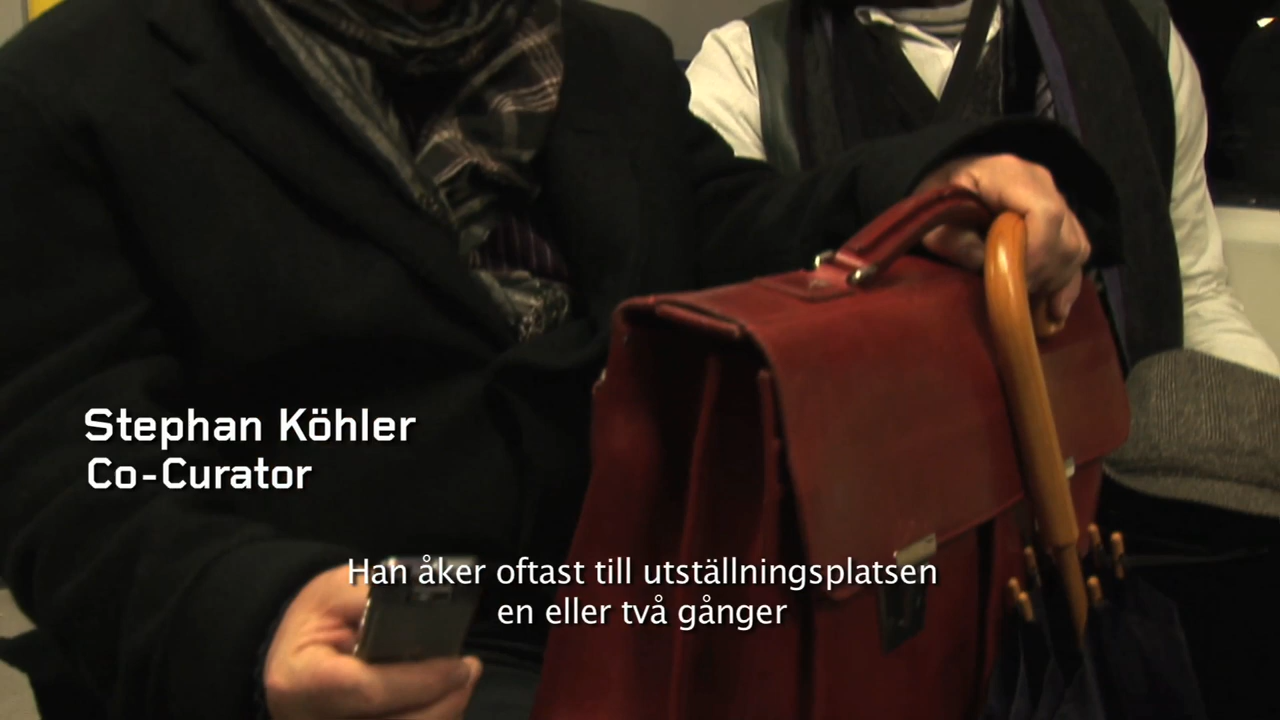 Stephan Köhler
Co-Curator
Han åker oftast till utställningsplatsen
en eller två gånger